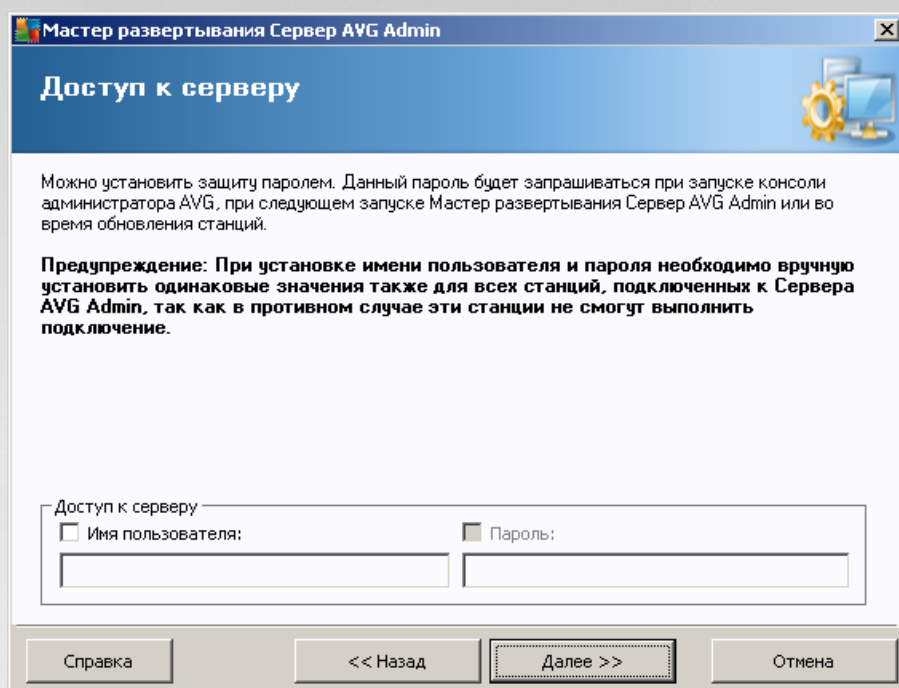 Мастер развертывания Сервер AVG Admin
Доступ к серверу
Можно установить защиту паролем. Данный пароль будет запрашиваться при запуске консоли
администратора AVG, при следующем запуске Мастер развертывания Сервер AVG Admin или во
время обновления станций.
Предупреждение: При установке имени пользователя и пароля необходимо вручную
установить одинаковые значения также для всех станций, подключенных к Сервера
AVG Admin, так как в противном случае эти станции не смогут выполнить
подключение.
Доступ к серверу
Имя пользователя: Пароль:
Справка << Назад Далее >> Отмена